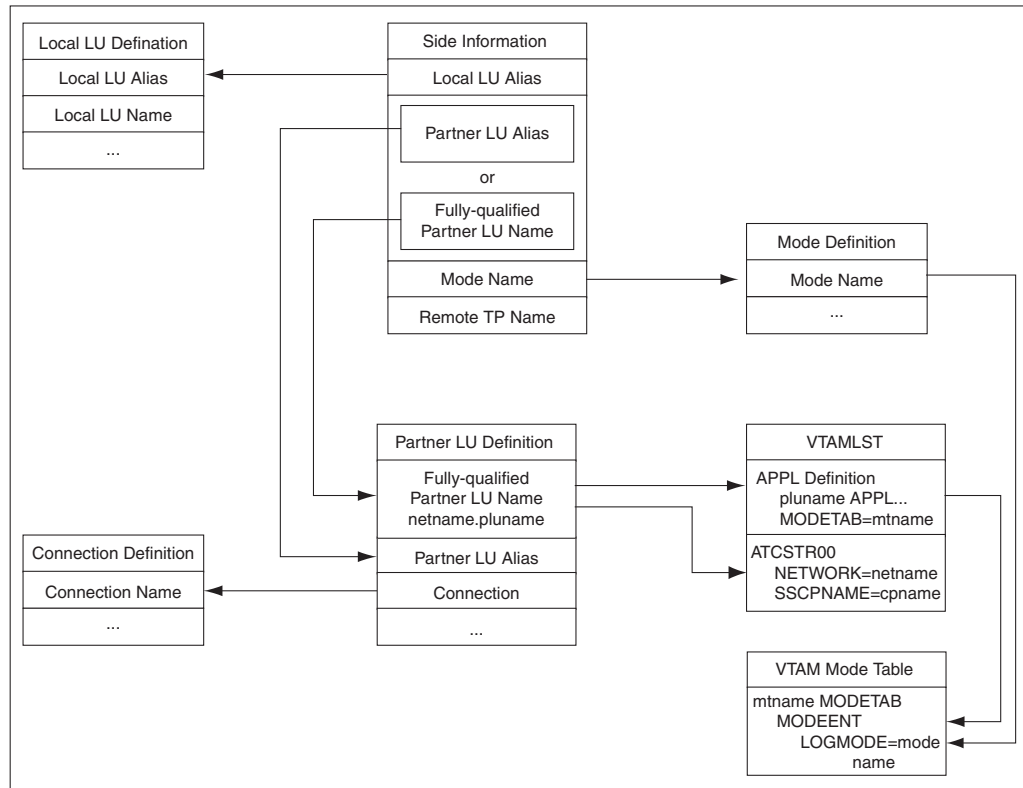 Local LU Defination
Local LU Alias
Local LU Name
...
Side Information
Local LU Alias
Partner LU Alias
or
Fully-qualified
Partner LU Name
Mode Name
Remote TP Name
Mode Definition
Mode Name
...
Partner LU Definition
Fully-qualified
Partner LU Name
netname.pluname
Partner LU Alias
Connection
...
Connection Definition
Connection Name
...
VTAMLST
APPL Definition
pluname APPL...
MODETAB=mtname
ATCSTR00
NETWORK=netname
SSCPNAME=cpname
VTAM Mode Table
mtname MODETAB
MODEENT
LOGMODE=mode
name